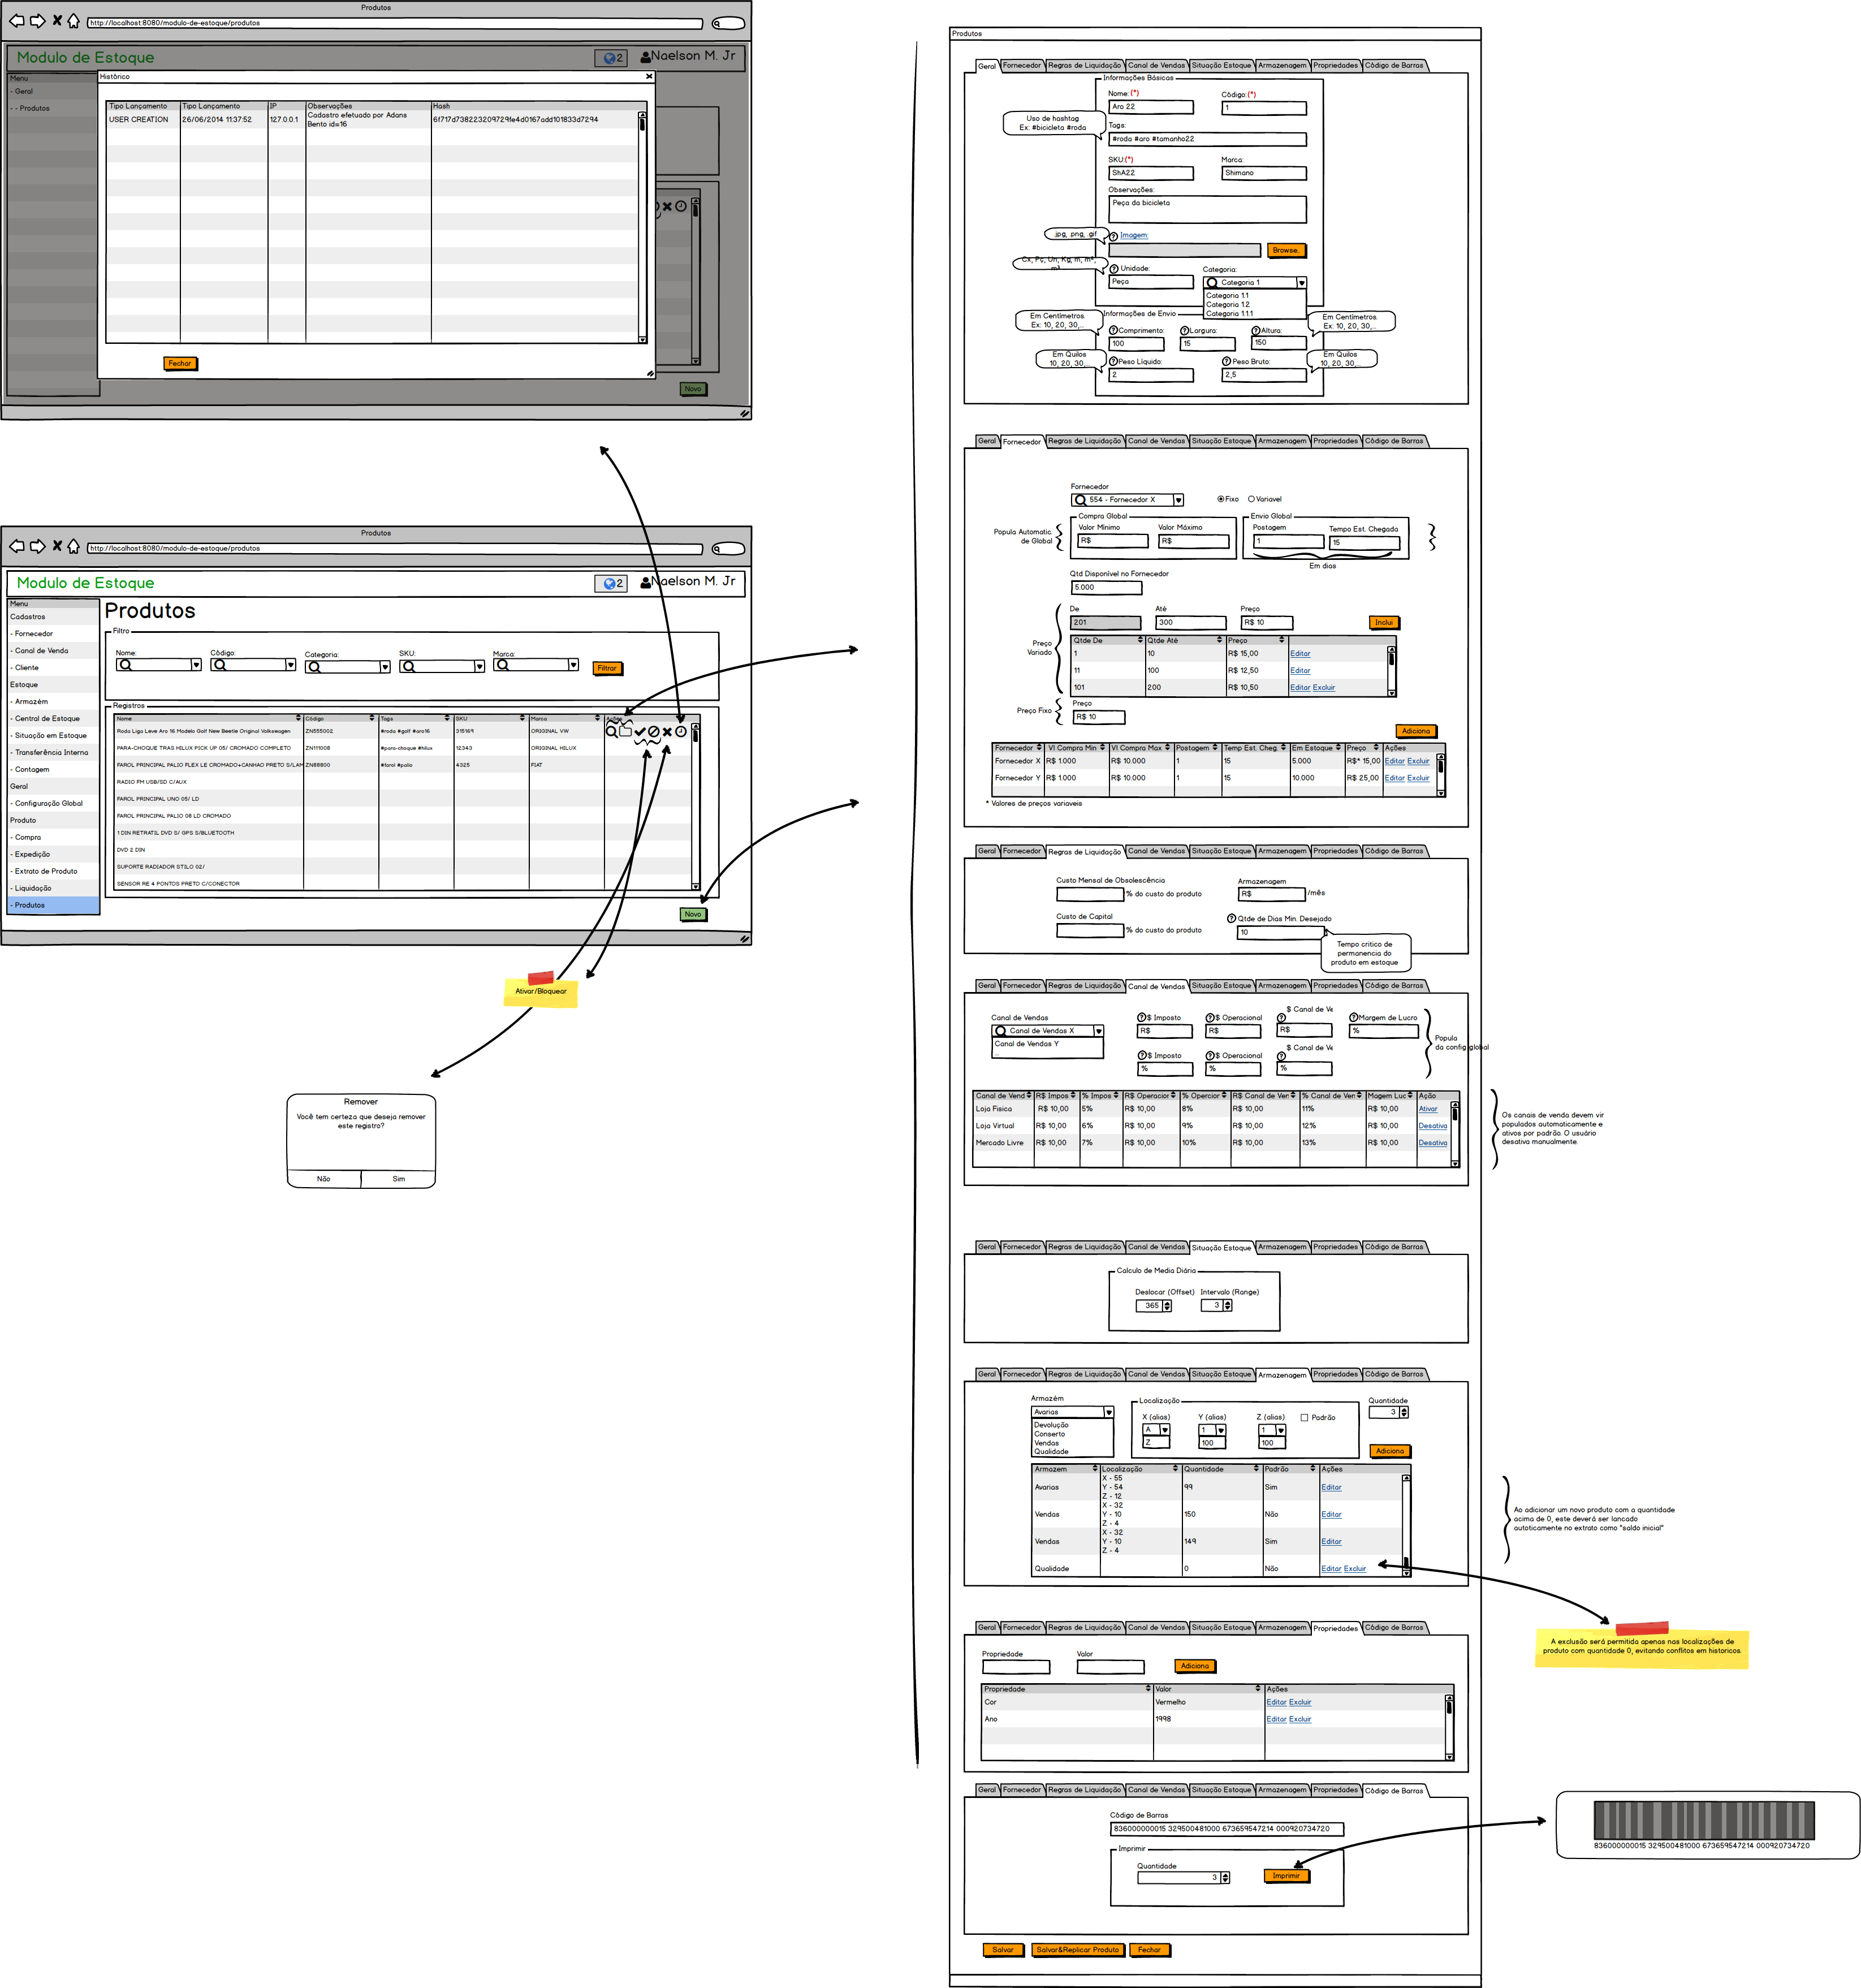 Produtos
http://localhost:8080/modulo-de-estoque/produtos
Modulo de Estoque
2
Naelson M. Jr
Menu
- Geral
- - Produtos
Histórico
Tipo Lançamento Tipo Lançamento IP Observações Hash
USER CREATION 26/06/2014 11:37:52 127.0.0.1 Cadastro efetuado por Adans
Bento id=16
6f717d738223209729fe4d0167add101833d7294
Fechar
Novo
Produtos
http://localhost:8080/modulo-de-estoque/produtos
Modulo de Estoque
2
Naelson M. Jr
Menu
Cadastros
- Fornecedor
- Canal de Venda
- Cliente
Estoque
- Armazém
- Central de Estoque
- Situação em Estoque
- Transferência Interna
- Contagem
Geral
- Configuração Global
Produto
- Compra
- Expedição
- Extrato de Produto
- Liquidação
- Produtos
Produtos
Filtro
Nome: Código: Categoria: SKU: Marca:
Filtrar
Registros
Nome Código Tags SKU Marca Ações
Roda Liga Leve Aro 16 Modelo Golf New Beetle Original Volkswagen ZN555002 #roda #golf #aro16 315169 ORIGINAL VW
PARA-CHOQUE TRAS HILUX PICK UP 05/ CROMADO COMPLETO ZN111008 #para-choque #hilux 12343 ORIGINAL HILUX
FAROL PRINCIPAL PALIO FLEX LE CROMADO+CANHAO PRETO S/LAM ZN88800 #farol #palio 4325 FIAT
RADIO FM USB/SD C/AUX
FAROL PRINCIPAL UNO 05/ LD
FAROL PRINCIPAL PALIO 08 LD CROMADO
1 DIN RETRATIL DVD S/ GPS S/BLUETOOTH
DVD 2 DIN
SUPORTE RADIADOR STILO 02/
SENSOR RE 4 PONTOS PRETO C/CONECTOR
Novo
Ativar/Bloquear
Remover
Você tem certeza que deseja remover
este registro?
Não Sim
Produtos
Geral Fornecedor Regras de Liquidação Canal de Vendas Situação Estoque Armazenagem Propriedades Código de Barras
Informações Básicas
Nome: (*) Código: (*)
Aro 22 1
Uso de hashtag
Ex: #bicicleta #roda
Tags:
#roda #aro #tamanho22
SKU:(*) Marca:
ShA22 Shimano
Observações:
Peça da bicicleta
.jpg, .png, .gif
? Imagem:
Browse.
Cx, Pç, Un, Kg, m, m²,
m³
? Unidade: Categoria:
Peça Categoria 1
Categoria 1.1
Categoria 1.2
Categoria 1.1.1
Informações de Envio
Em Centímetros.
Ex: 10, 20, 30,...
? Comprimento: ? Largura: ? Altura:
100 15 150
Em Centímetros.
Ex: 10, 20, 30,..
Em Quilos
10, 20, 30,...
? Peso Líquido: ? Peso Bruto:
2 2,5
Em Quilos
10, 20, 30,..
Geral Fornecedor Regras de Liquidação Canal de Vendas Situação Estoque Armazenagem Propriedades Código de Barras
Fornecedor
554 - Fornecedor X Fixo Variavel
Popula Automatic.
de Global
Compra Global
Valor Mínimo Valor Máximo
R$ R$
Envio Global
Postagem Tempo Est. Chegada
1 15
Em dias
Qtd Disponível no Fornecedor
5.000
De Até Preço
201 300 R$ 10 Inclui
Preço
Variado
Qtde De Qtde Até Preço
1 10 R$ 15,00 Editar
11 100 R$ 12,50 Editar
101 200 R$ 10,50 Editar Excluir
Preço Fixo
Preço
R$ 10
Adiciona
Fornecedor Vl Compra Min Vl Compra Max Postagem Temp Est. Cheg. Em Estoque Preço Ações
Fornecedor X R$ 1.000 R$ 10.000 1 15 5.000 R$* 15,00 Editar Excluir
Fornecedor Y R$ 1.000 R$ 10.000 1 15 10.000 R$ 25,00 Editar Excluir
* Valores de preços variaveis
Geral Fornecedor Regras de Liquidação Canal de Vendas Situação Estoque Armazenagem Propriedades Código de Barras
Custo Mensal de Obsolescência Armazenagem
% do custo do produto R$ /mês
Custo de Capital ? Qtde de Dias Min. Desejado
% do custo do produto 10
Tempo critico de
permanencia do
produto em estoque
Geral Fornecedor Regras de Liquidação Canal de Vendas Situação Estoque Armazenagem Propriedades Código de Barras
Canal de Vendas ? $ Imposto ? $ Operacional ? $ Canal de Ve ? Margem de Lucro
Canal de Vendas X R$ R$ R$ %
Canal de Vendas Y
...
? $ Imposto ? $ Operacional ? $ Canal de Ve
% % %
Popula
da config.global
Canal de Vend R$ Impos % Impos R$ Operacior % Opercior R$ Canal de Ver % Canal de Ver Magem Luc Ação
Loja Fisica R$ 10,00 5% R$ 10,00 8% R$ 10,00 11% R$ 10,00 Ativar
Loja Virtual R$ 10,00 6% R$ 10,00 9% R$ 10,00 12% R$ 10,00 Desativa
Mercado Livre R$ 10,00 7% R$ 10,00 10% R$ 10,00 13% R$ 10,00 Desativa
Os canais de venda devem vir
populados automaticamente e
ativos por padrão. O usuário
desativa manualmente.
Geral Fornecedor Regras de Liquidação Canal de Vendas Situação Estoque Armazenagem Propriedades Código de Barras
Calculo de Media Diária
Deslocar (Offset) Intervalo (Range)
365 3
Geral Fornecedor Regras de Liquidação Canal de Vendas Situação Estoque Armazenagem Propriedades Código de Barras
Armazém
Avarias
Devolução
Conserto
Vendas
Qualidade
Localização
X (alias) Y (alias) Z (alias) Padrão
A 1 1
Z 100 100
Quantidade
3
Adiciona
Armazem Localização Quantidade Padrão Ações
X - 55
Avarias Y - 54 99 Sim Editar
Z - 12
X - 32
Vendas Y - 10 150 Não Editar
Z - 4
X - 32
Vendas Y - 10 149 Sim Editar
Z - 4
Qualidade 0 Não Editar Excluir
Ao adicionar um novo produto com a quantidade
acima de 0, este deverá ser lancado
autoticamente no extrato como "saldo inicial"
A exclusão será permitida apenas nas localizações de
produto com quantidade 0, evitando conflitos em historicos.
Geral Fornecedor Regras de Liquidação Canal de Vendas Situação Estoque Armazenagem Propriedades Código de Barras
Propriedade Valor
Adiciona
Propriedade Valor Ações
Cor Vermelho Editar Excluir
Ano 1998 Editar Excluir
Geral Fornecedor Regras de Liquidação Canal de Vendas Situação Estoque Armazenagem Propriedades Código de Barras
Código de Barras
836000000015 329500481000 673659547214 000920734720
Imprimir
Quantidade
3 Imprimir
836000000015 329500481000 673659547214 000920734720
Salvar Salvar&Replicar Produto Fechar